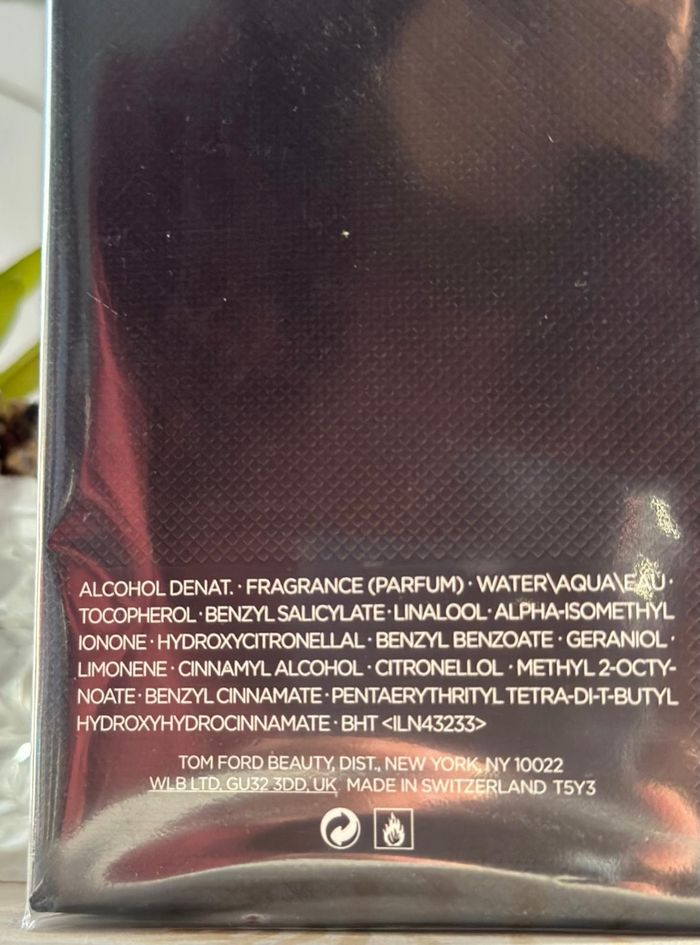 ALCOHOL DENAT. · FRAGRANCE (PARFUM) · WATER\AQUA\EAU ·
TOCOPHEROL · BENZYL SALICYLATE · LINALOOL · ALPHA-ISOMETHYL
IONONE · HYDROXYCITRONELLAL · BENZYL BENZOATE · GERANIOL ·
LIMONENE · CINNAMYL ALCOHOL · CITRONELLOL · METHYL 2-OCTY-
NOATE · BENZYL CINNAMATE · PENTAERYTHRITYL TETRA-DI-T-BUTYL
HYDROXYHYDROCINNAMATE · BHT <ILN43233>
TOM FORD BEAUTY, DIST., NEW YORK, NY 10022
WLB LTD. GU32 3DD, UK MADE IN SWITZERLAND T5Y3